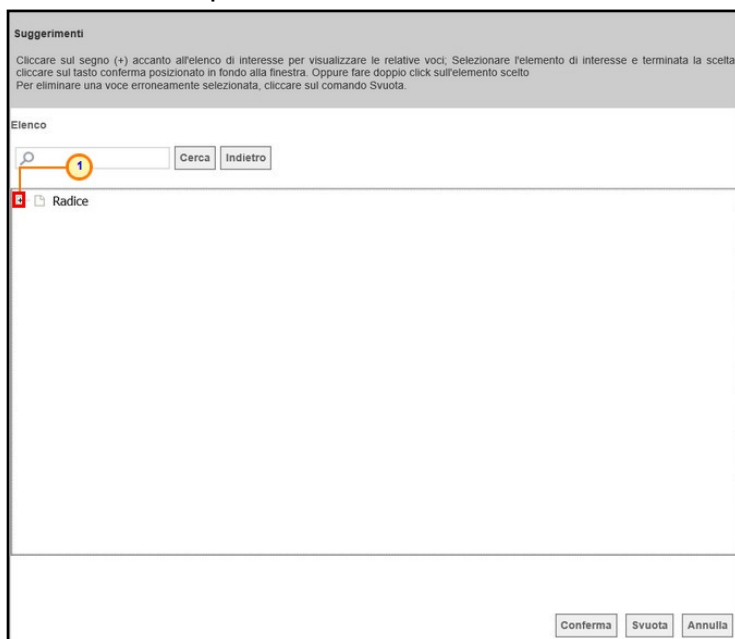 Suggerimenti
Cliccare sul segno (+) accanto all'elenco di interesse per visualizzare le relative voci; Selezionare l'elemento di interesse e terminata la scelta
cliccare sul tasto conferma posizionato in fondo alla finestra. Oppure fare doppio click sull'elemento scelto
Per eliminare una voce erroneamente selezionata, cliccare sul comando Svuota.
Elenco
Cerca Indietro
1
+ Radice
Conferma Svuota Annulla